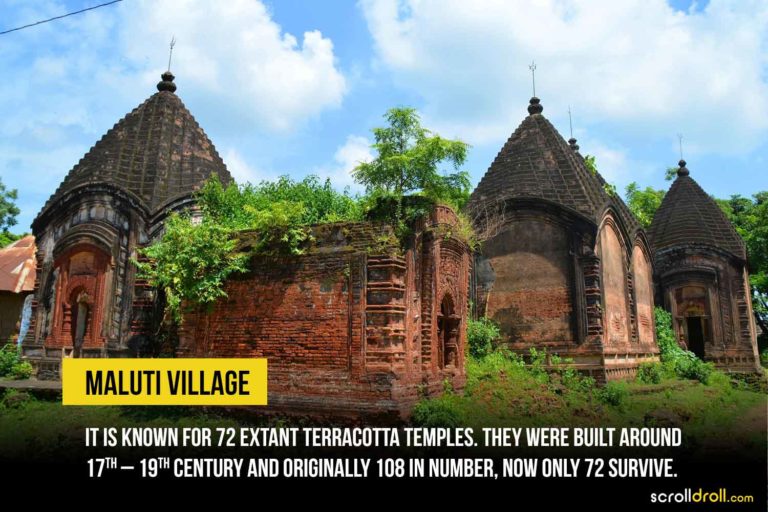 MALUTI VILLAGE
IT IS KNOWN FOR 72 EXTANT TERRACOTTA TEMPLES. THEY WERE BUILT AROUND
17TH – 19TH CENTURY AND ORIGINALLY 108 IN NUMBER, NOW ONLY 72 SURVIVE.
scrolldroll.com